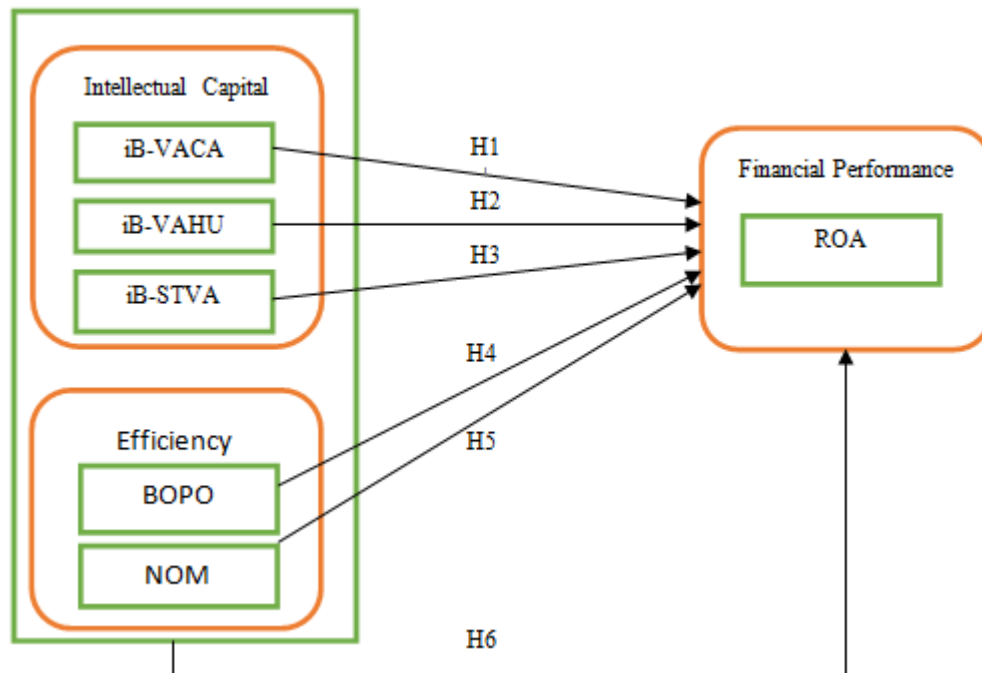 Intellectual Capital
iB-VACA
iB-VAHU
iB-STVA
Efficiency
BOPO
NOM
H1
H2
H3
H4
H5
H6
Financial Performance
ROA